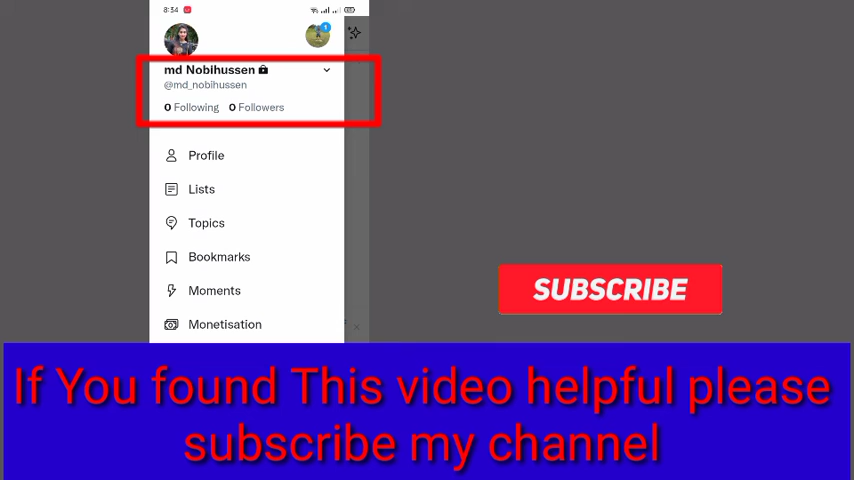 8:34
1
md Nobihussen
@md_nobihussen
0 Following 0 Followers
Profile
Lists
Topics
Bookmarks
Moments
Monetisation
SUBSCRIBE
If You found This video helpful please
subscribe my channel